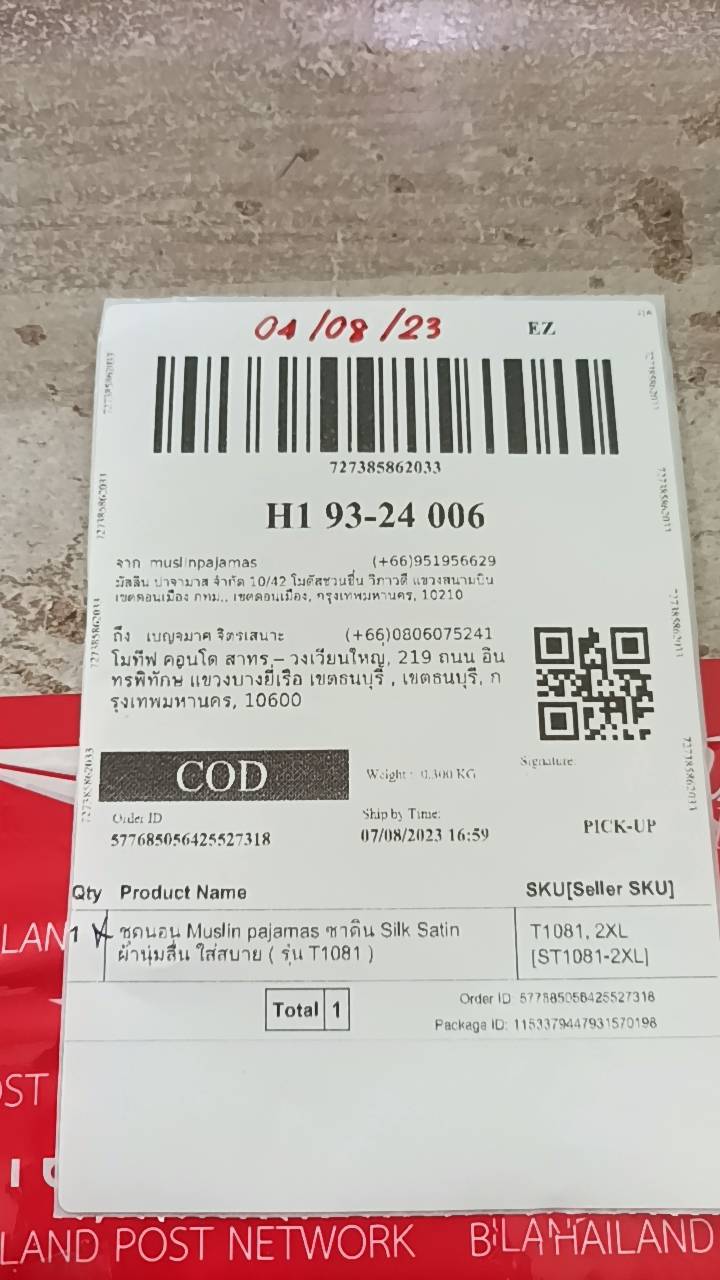 04/08/23
EZ
727385862033
H1 93-24 006
จาก muslinpajamas (+66)951956629
มัสลิน ปาจามาส จำกัด 10/42 โมดัสชวนชื่น วิภาวดี แขวงสนามบิน
เขตดอนเมือง กทม., เขตดอนเมือง, กรุงเทพมหานคร, 10210
ถึง เบญจมาศ จิตรเสนาะ (+66)0806075241
โมทีฟ คอนโด สาทร – วงเวียนใหญ่, 219 ถนน อิน
ทรพิทักษ แขวงบางยี่เรือ เขตธนบุรี , เขตธนบุรี, ก
รุงเทพมหานคร, 10600
COD
Weight : 0.300 KG
Signature:
Order ID
577685056425527318
Ship by Time:
07/08/2023 16:59
PICK-UP
Qty Product Name SKU[Seller SKU]
1 ชุดนอน Muslin pajamas ซาติน Silk Satin T1081, 2XL
ผ้านุ่มลื่น ใส่สบาย ( รุ่น T1081 ) [ST1081-2XL]
Total 1
Order ID: 577685056425527318
Package ID: 1153379447931570198
727385862033
727385862033
727385862033
727385862033
727385862033
727385862033
727385862033
727385862033
LAN
OST
LAND POST NETWORK